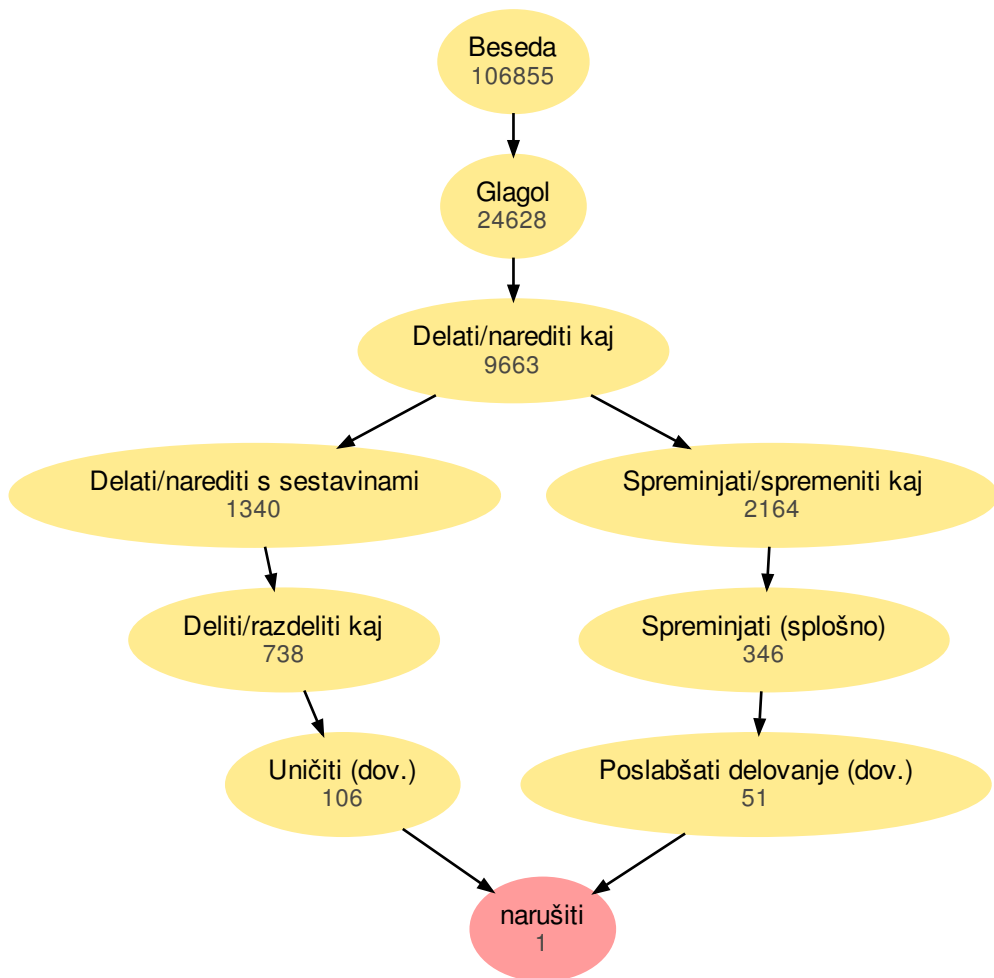 Beseda
106855
Glagol
24628
Delati/narediti kaj
9663
Delati/narediti s sestavinami
1340
Spreminjati/spremeniti kaj
2164
Deliti/razdeliti kaj
738
Spreminjati (splošno)
346
Uničiti (dov.)
106
Poslabšati delovanje (dov.)
51
narušiti
1